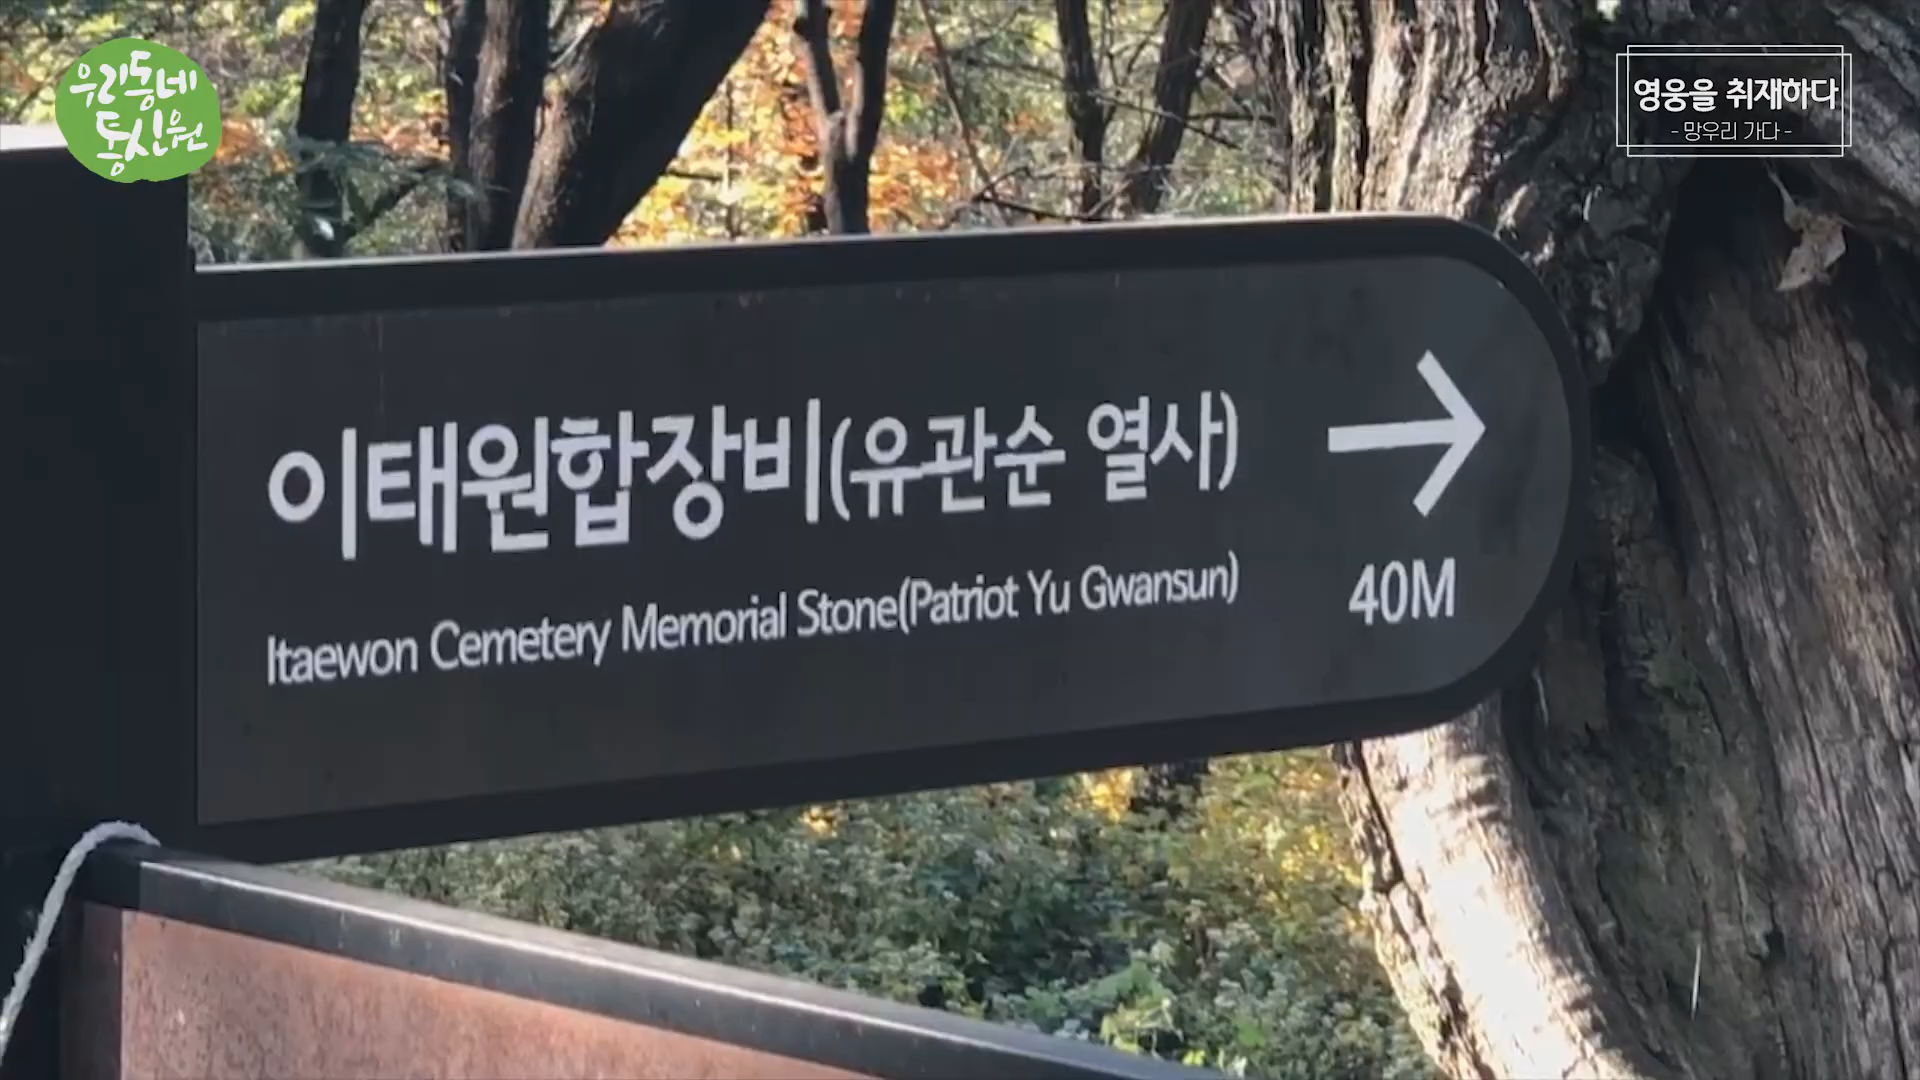 우리동네
통신원
영웅을 취재하다
- 망우리 가다 -
이태원합장비(유관순 열사)
Itaewon Cemetery Memorial Stone(Patriot Yu Gwansun)
40M